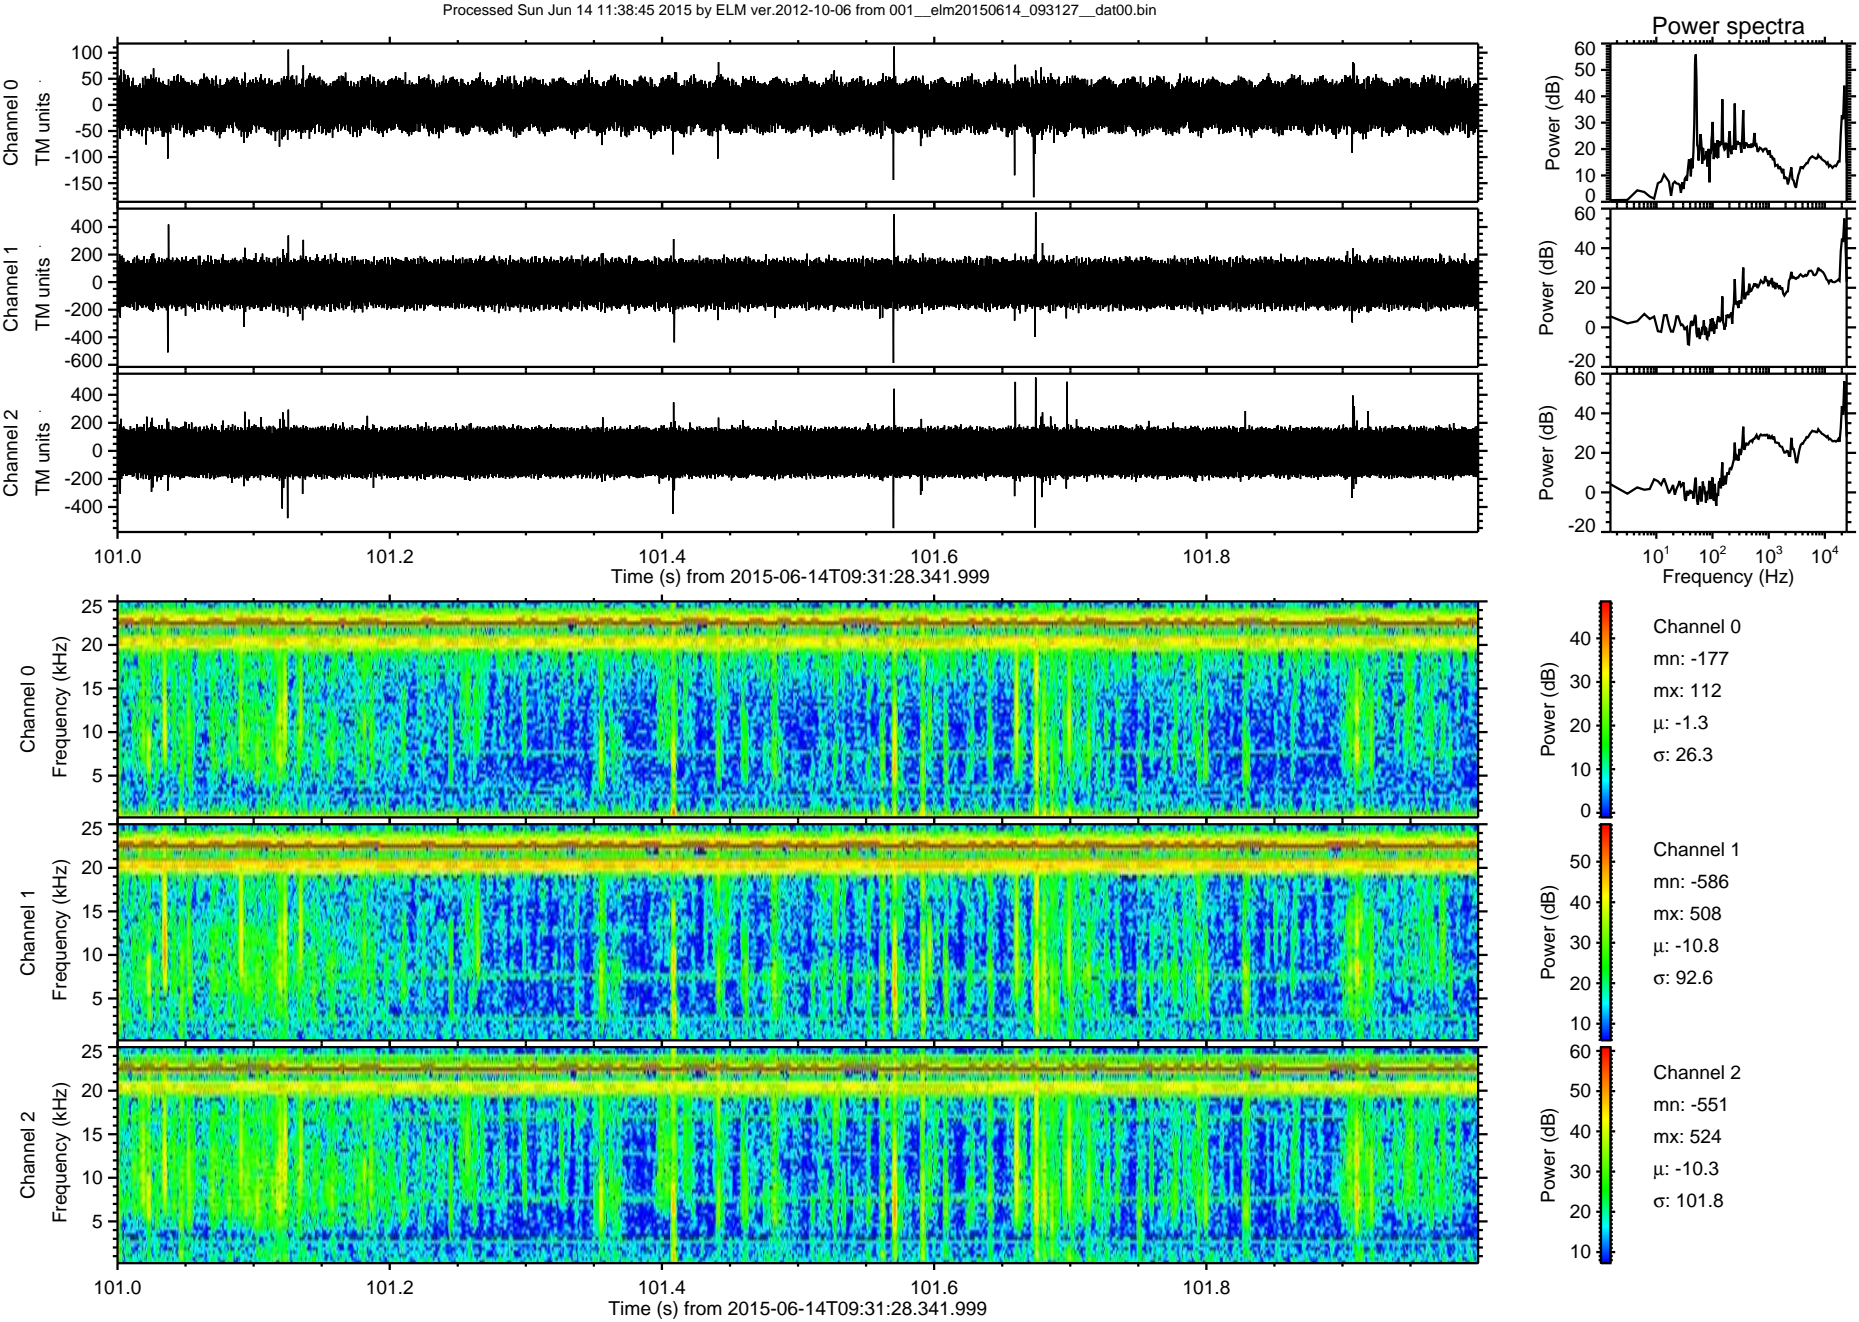 Processed Sun Jun 14 11:38:45 2015 by ELM ver.2012-10-06 from 001__elm20150614_093127__dat00.bin
Power spectra
Channel 0
TM units
100
50
0
-50
-100
-150
Power (dB)
60
50
40
30
20
10
0
Channel 1
TM units
400
200
0
-200
-400
-600
Power (dB)
60
40
20
0
-20
Channel 2
TM units
400
200
0
-200
-400
Power (dB)
60
40
20
0
-20
101.0 101.2 101.4 101.6 101.8
Time (s) from 2015-06-14T09:31:28.341.999
10¹ 10² 10³ 10⁴
Frequency (Hz)
Channel 0
Frequency (kHz)
25
20
15
10
5
Power (dB)
40
30
20
10
0
Channel 0
mn: -177
mx: 112
μ: -1.3
σ: 26.3
Channel 1
Frequency (kHz)
25
20
15
10
5
Power (dB)
50
40
30
20
10
Channel 1
mn: -586
mx: 508
μ: -10.8
σ: 92.6
Channel 2
Frequency (kHz)
25
20
15
10
5
Power (dB)
60
50
40
30
20
10
Channel 2
mn: -551
mx: 524
μ: -10.3
σ: 101.8
101.0 101.2 101.4 101.6 101.8
Time (s) from 2015-06-14T09:31:28.341.999